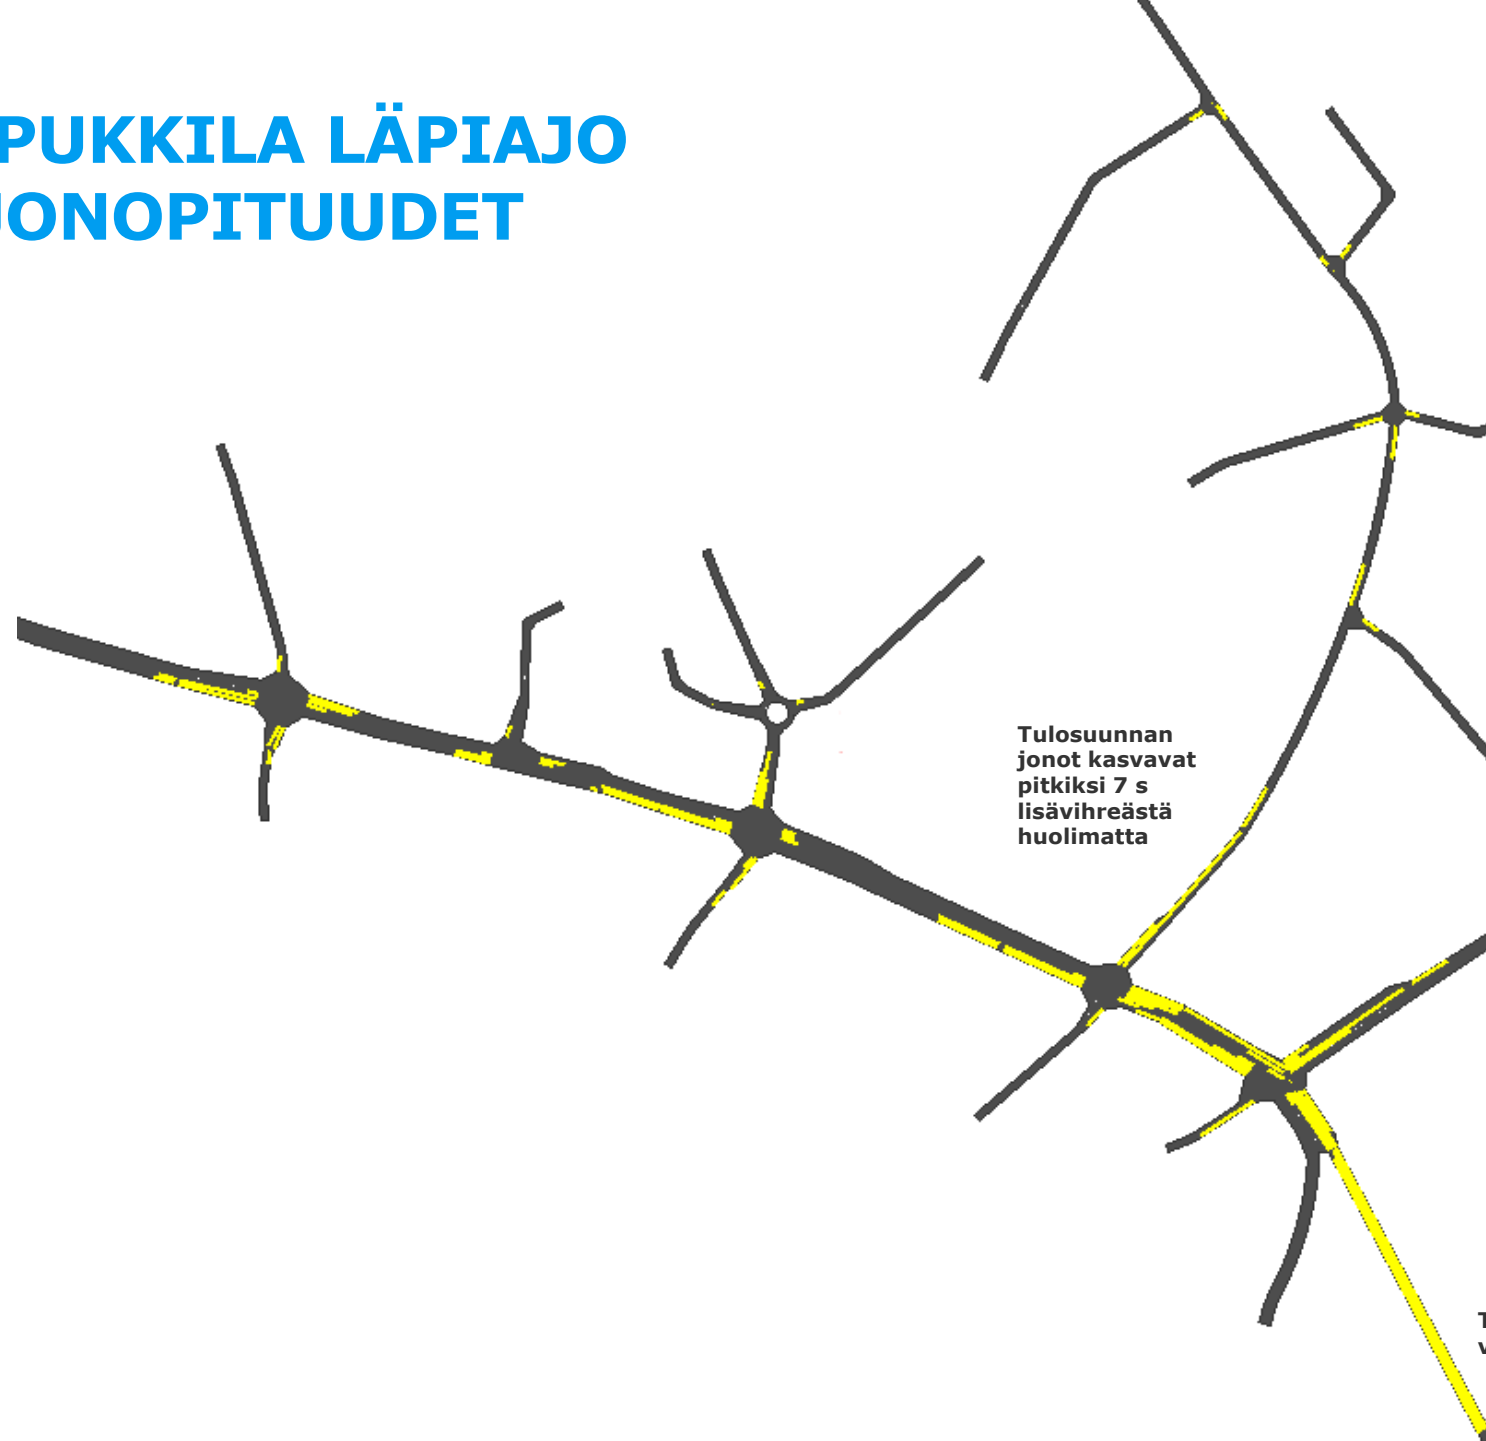 PUKKILA LÄPIAJO
JONOPITUUDET
Tulosuunnan
jonot kasvavat
pitkiksi 7 s
lisävihreästä
huolimatta